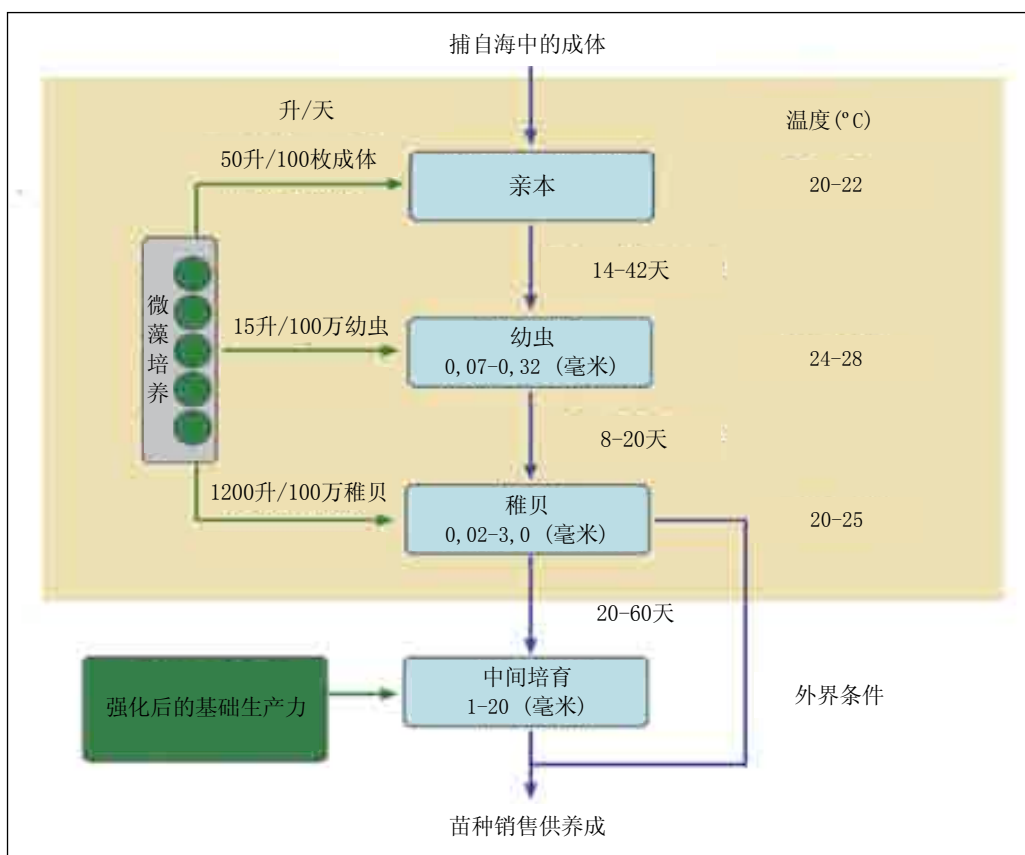 捕自海中的成体
升/天
温度(°C)
50升/100枚成体
亲本
20-22
14-42天
微藻培养
15升/100万幼虫
幼虫
0,07-0,32 (毫米)
24-28
8-20天
1200升/100万稚贝
稚贝
0,02-3,0 (毫米)
20-25
20-60天
强化后的基础生产力
中间培育
1-20 (毫米)
外界条件
苗种销售供养成